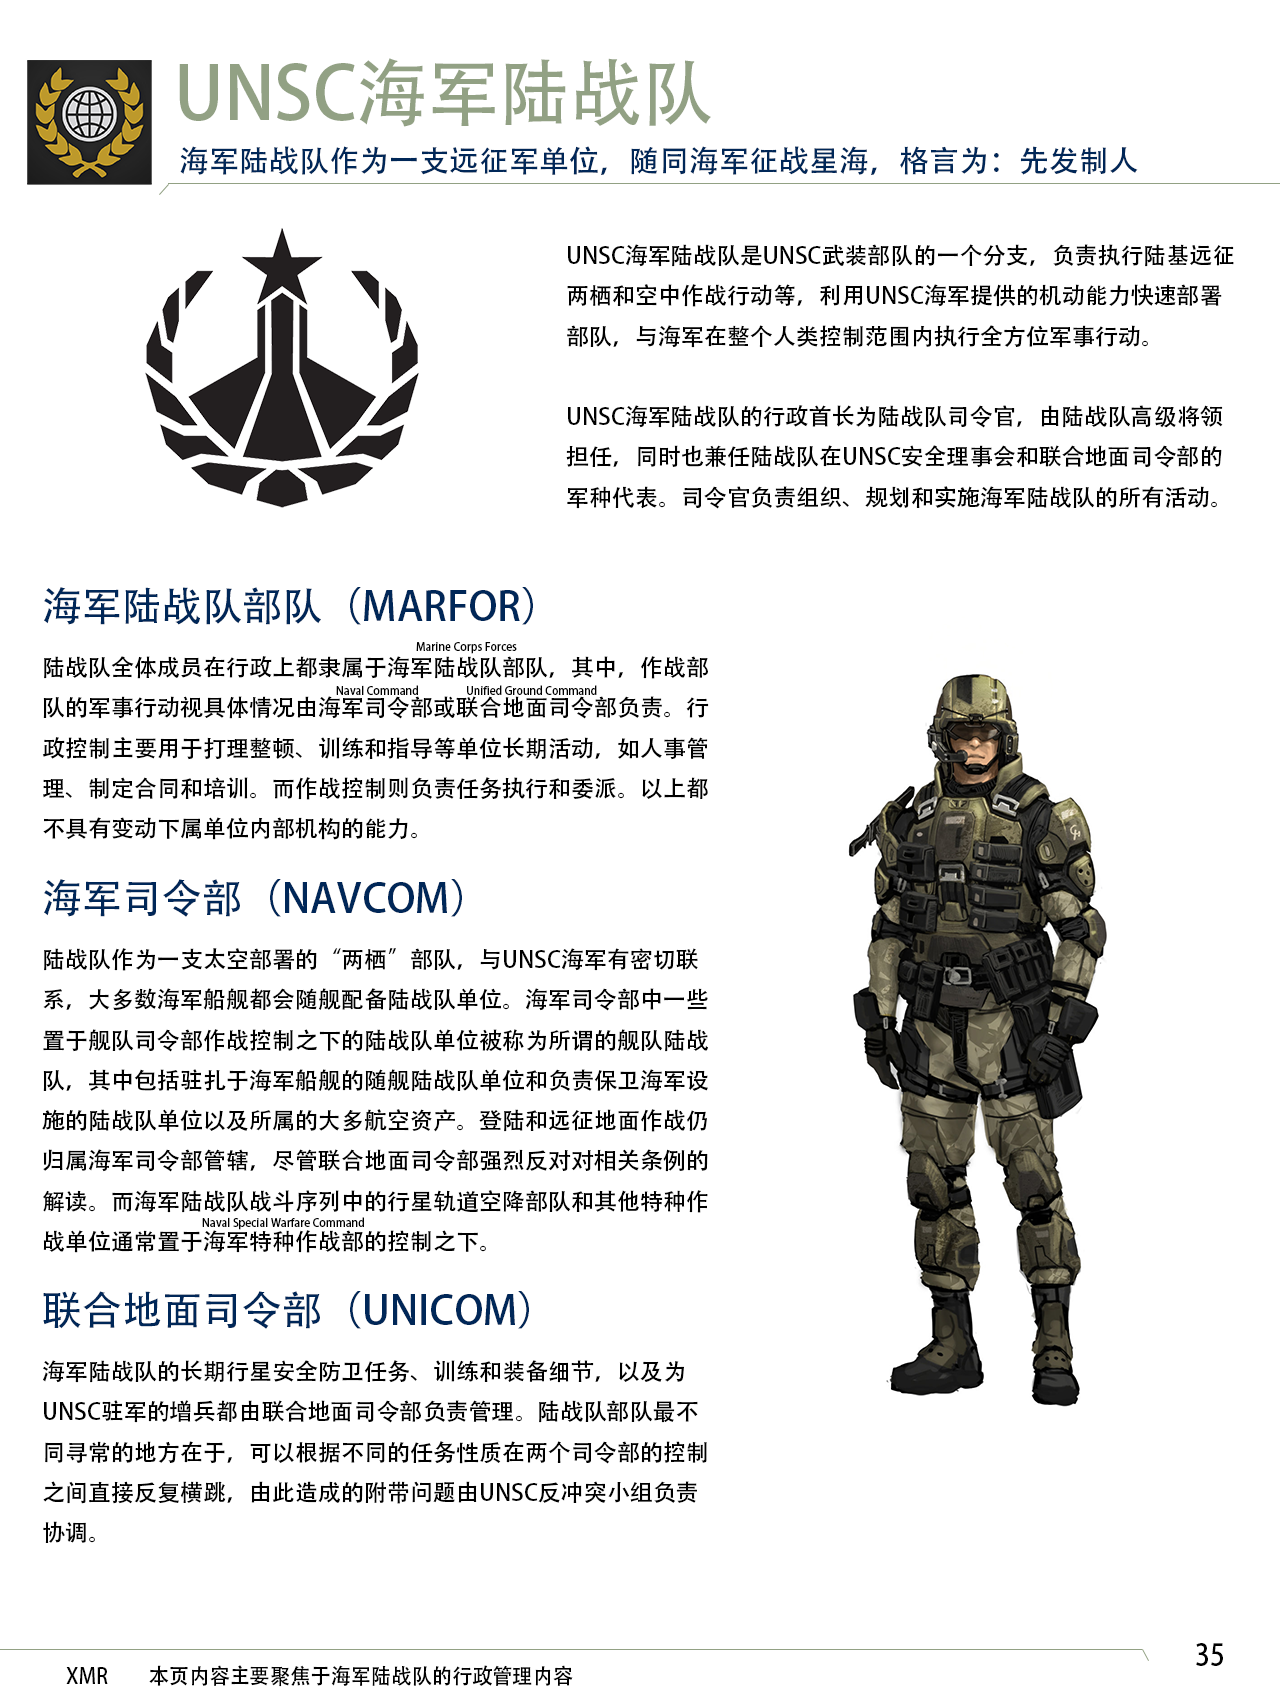 UNSC海军陆战队
海军陆战队作为一支远征军单位，随同海军征战星海，格言为：先发制人
UNSC海军陆战队是UNSC武装部队的一个分支，负责执行陆基远征
两栖和空中作战行动等，利用UNSC海军提供的机动能力快速部署
部队，与海军在整个人类控制范围内执行全方位军事行动。
UNSC海军陆战队的行政首长为陆战队司令官，由陆战队高级将领
担任，同时也兼任陆战队在UNSC安全理事会和联合地面司令部的
军种代表。司令官负责组织、规划和实施海军陆战队的所有活动。
海军陆战队部队（MARFOR）
Marine Corps Forces
陆战队全体成员在行政上都隶属于海军陆战队部队，其中，作战部
Naval Command Unified Ground Command
队的军事行动视具体情况由海军司令部或联合地面司令部负责。行
政控制主要用于打理整顿、训练和指导等单位长期活动，如人事管
理、制定合同和培训。而作战控制则负责任务执行和委派。以上都
不具有变动下属单位内部机构的能力。
海军司令部（NAVCOM）
陆战队作为一支太空部署的“两栖”部队，与UNSC海军有密切联
系，大多数海军船舰都会随舰配备陆战队单位。海军司令部中一些
置于舰队司令部作战控制之下的陆战队单位被称为所谓的舰队陆战
队，其中包括驻扎于海军船舰的随舰陆战队单位和负责保卫海军设
施的陆战队单位以及所属的大多航空资产。登陆和远征地面作战仍
归属海军司令部管辖，尽管联合地面司令部强烈反对对相关条例的
解读。而海军陆战队战斗序列中的行星轨道空降部队和其他特种作
Naval Special Warfare Command
战单位通常置于海军特种作战部的控制之下。
联合地面司令部（UNICOM）
海军陆战队的长期行星安全防卫任务、训练和装备细节，以及为
UNSC驻军的增兵都由联合地面司令部负责管理。陆战队部队最不
同寻常的地方在于，可以根据不同的任务性质在两个司令部的控制
之间直接反复横跳，由此造成的附带问题由UNSC反冲突小组负责
协调。
35
XMR 本页内容主要聚焦于海军陆战队的行政管理内容